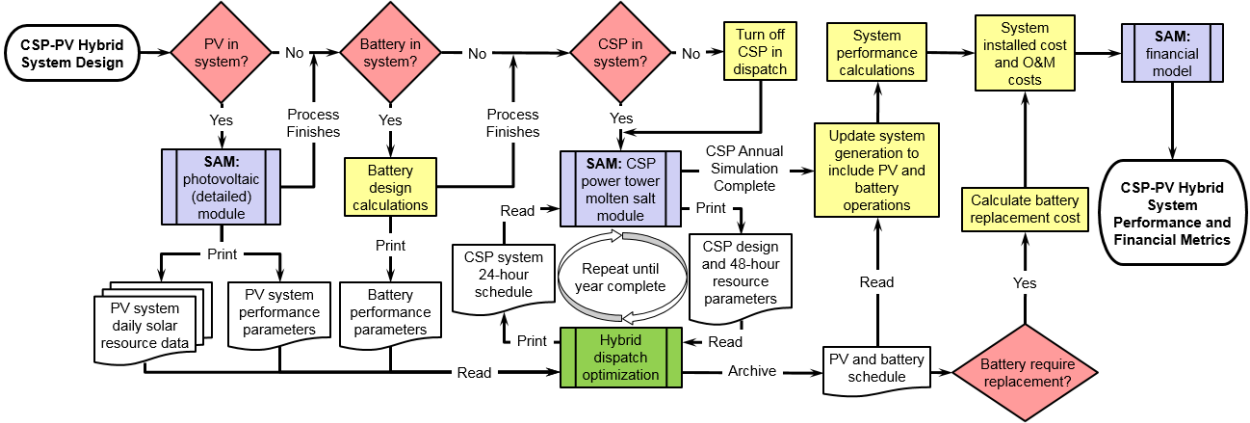 CSP-PV Hybrid
System Design
PV in
system?
No
Battery in
system?
No
CSP in
system?
No
Turn off
CSP in
dispatch
System
performance
calculations
System
installed cost
and O&M
costs
SAM:
financial
model
Yes
Process
Finishes
Yes
Process
Finishes
Yes
SAM:
photovoltaic
(detailed)
module
Battery
design
calculations
SAM: CSP
power tower
molten salt
module
CSP Annual
Simulation
Complete
Update system
generation to
include PV and
battery
operations
Calculate battery
replacement cost
CSP-PV Hybrid
System
Performance and
Financial Metrics
Print
Print
Read
Print
CSP system
24-hour
schedule
Repeat until
year complete
CSP design
and 48-hour
resource
parameters
Read
Yes
PV system
daily solar
resource data
PV system
performance
parameters
Battery
performance
parameters
Print
Hybrid
dispatch
optimization
Read
Read
Archive
PV and battery
schedule
Battery require
replacement?